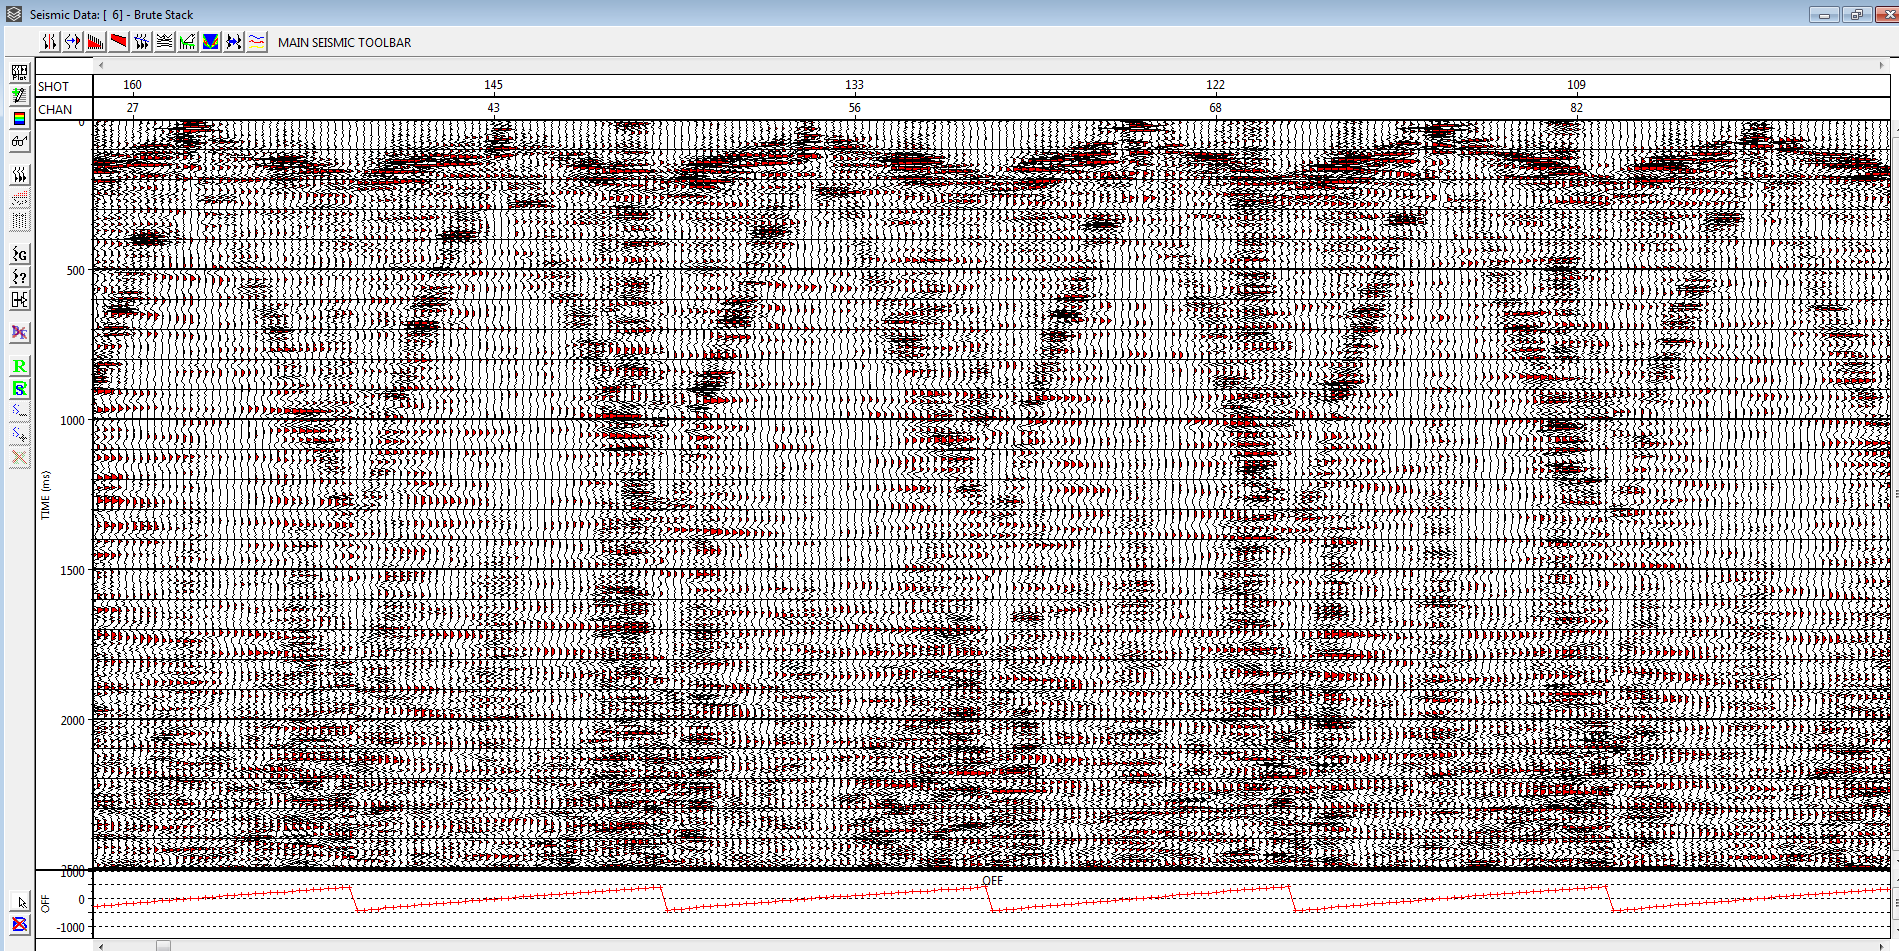 Seismic Data: [ 6] - Brute Stack
MAIN SEISMIC TOOLBAR
SHOT 160 145 133 122 109
CHAN 27 43 56 68 82
0
500
1000
TIME (ms)
1500
2000
2500
1000
OFF
OFF
0
-1000
Plot
G
??
R
R
S